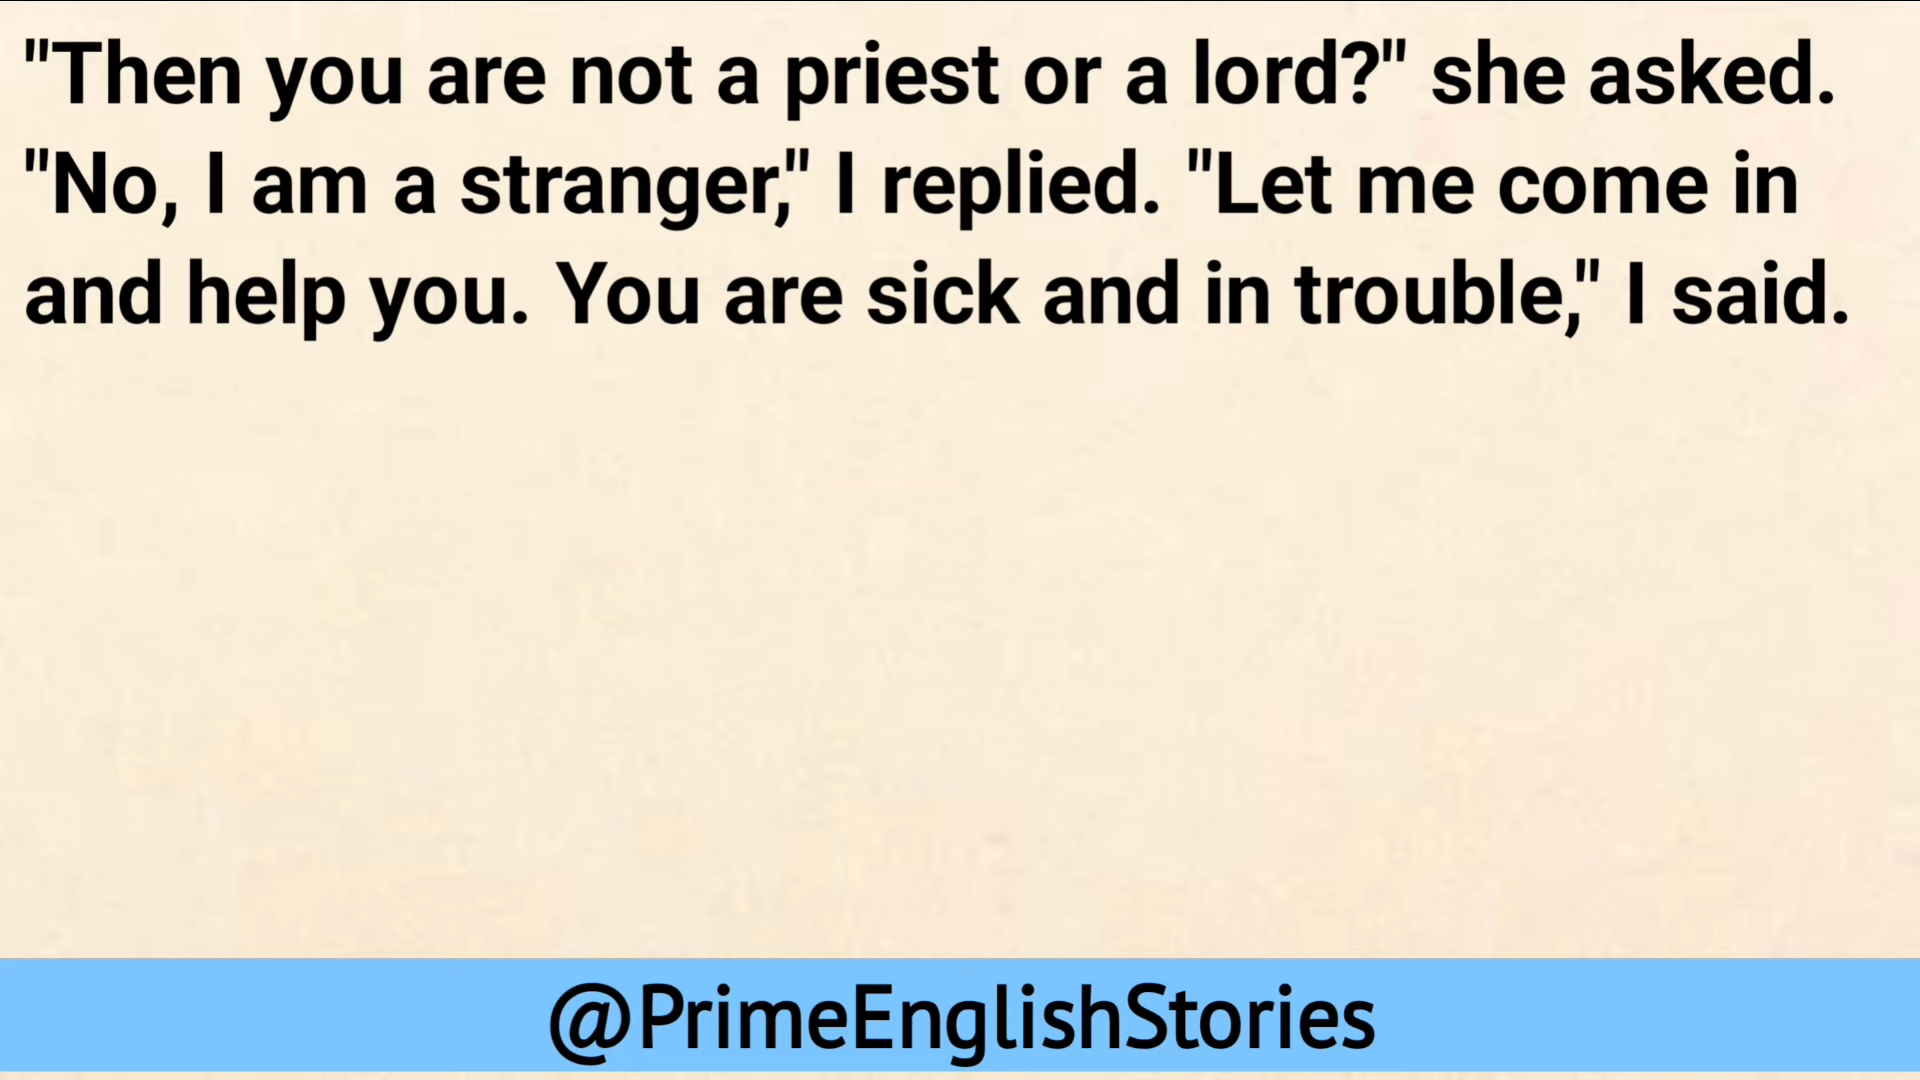 "Then you are not a priest or a lord?" she asked.
"No, I am a stranger," I replied. "Let me come in
and help you. You are sick and in trouble," I said.
@PrimeEnglishStories